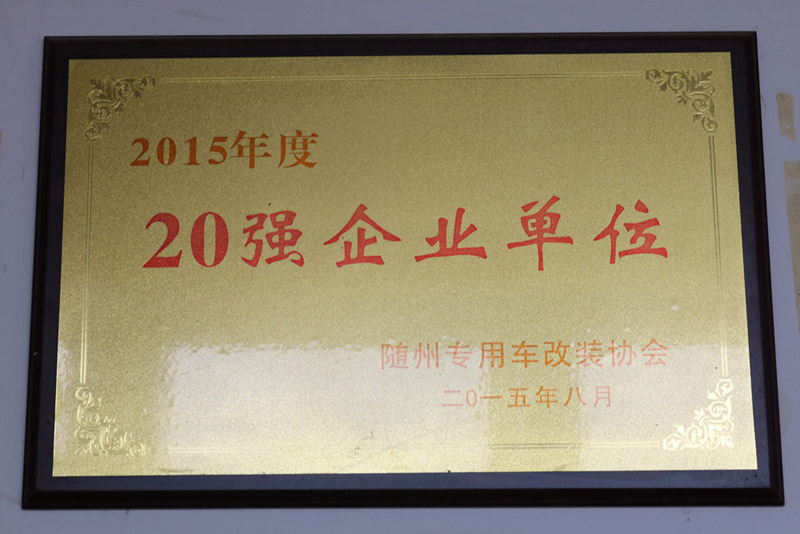 2015年度
20强企业单位
随州专用车改装协会
二0一五年八月